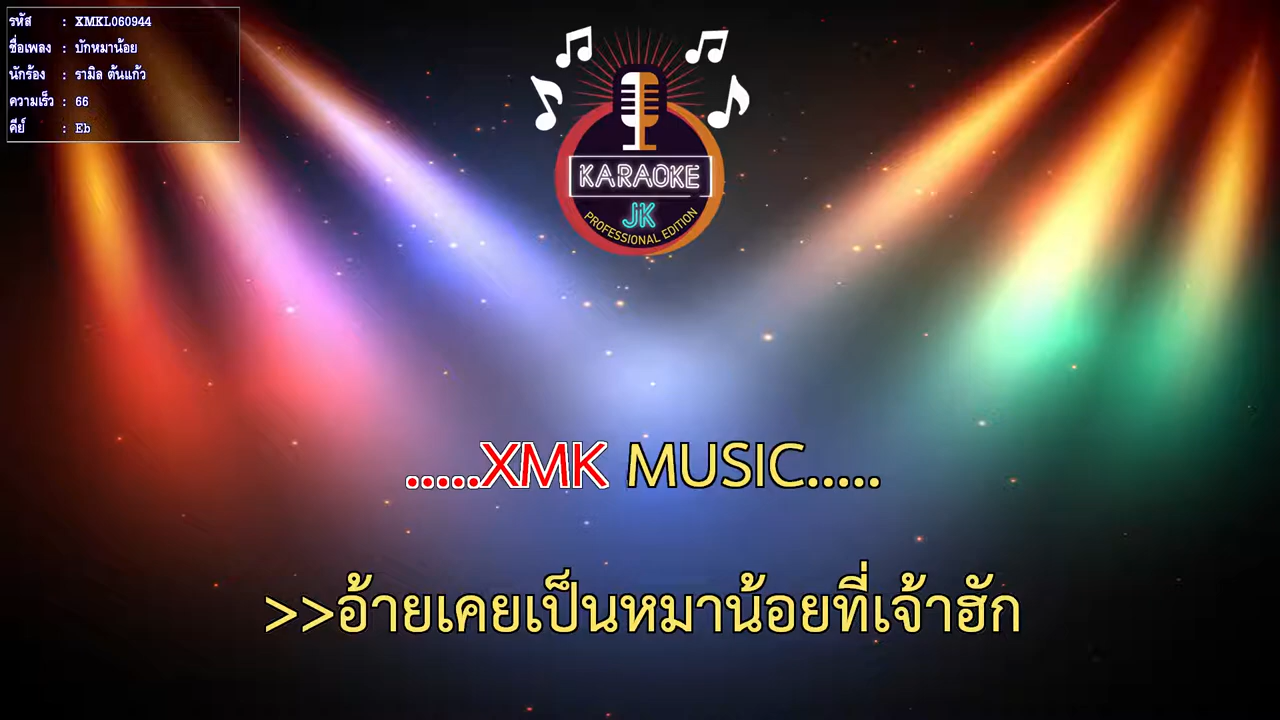 รหัส : XMKL060944
ชื่อเพลง : บักหมาน้อย
นักร้อง : รามิล ต้นแก้ว
ความเร็ว : 66
คีย์ : Eb
KARAOKE
JK
PROFESSIONAL EDITION
.....XMK MUSIC.....
>>อ้ายเคยเป็นหมาน้อยที่เจ้าฮัก